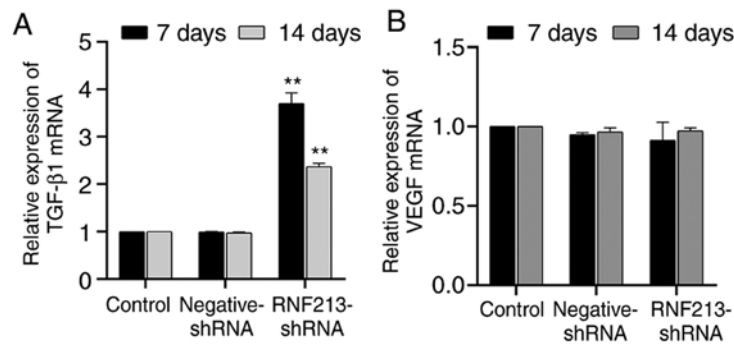 A
7 days 14 days
Relative expression of
TGF-β1 mRNA
5
4
3
2
1
0
**
**
Control
Negative-
shRNA
RNF213-
shRNA
B
7 days 14 days
Relative expression of
VEGF mRNA
1.5
1.0
0.5
0.0
Control
Negative-
shRNA
RNF213-
shRNA